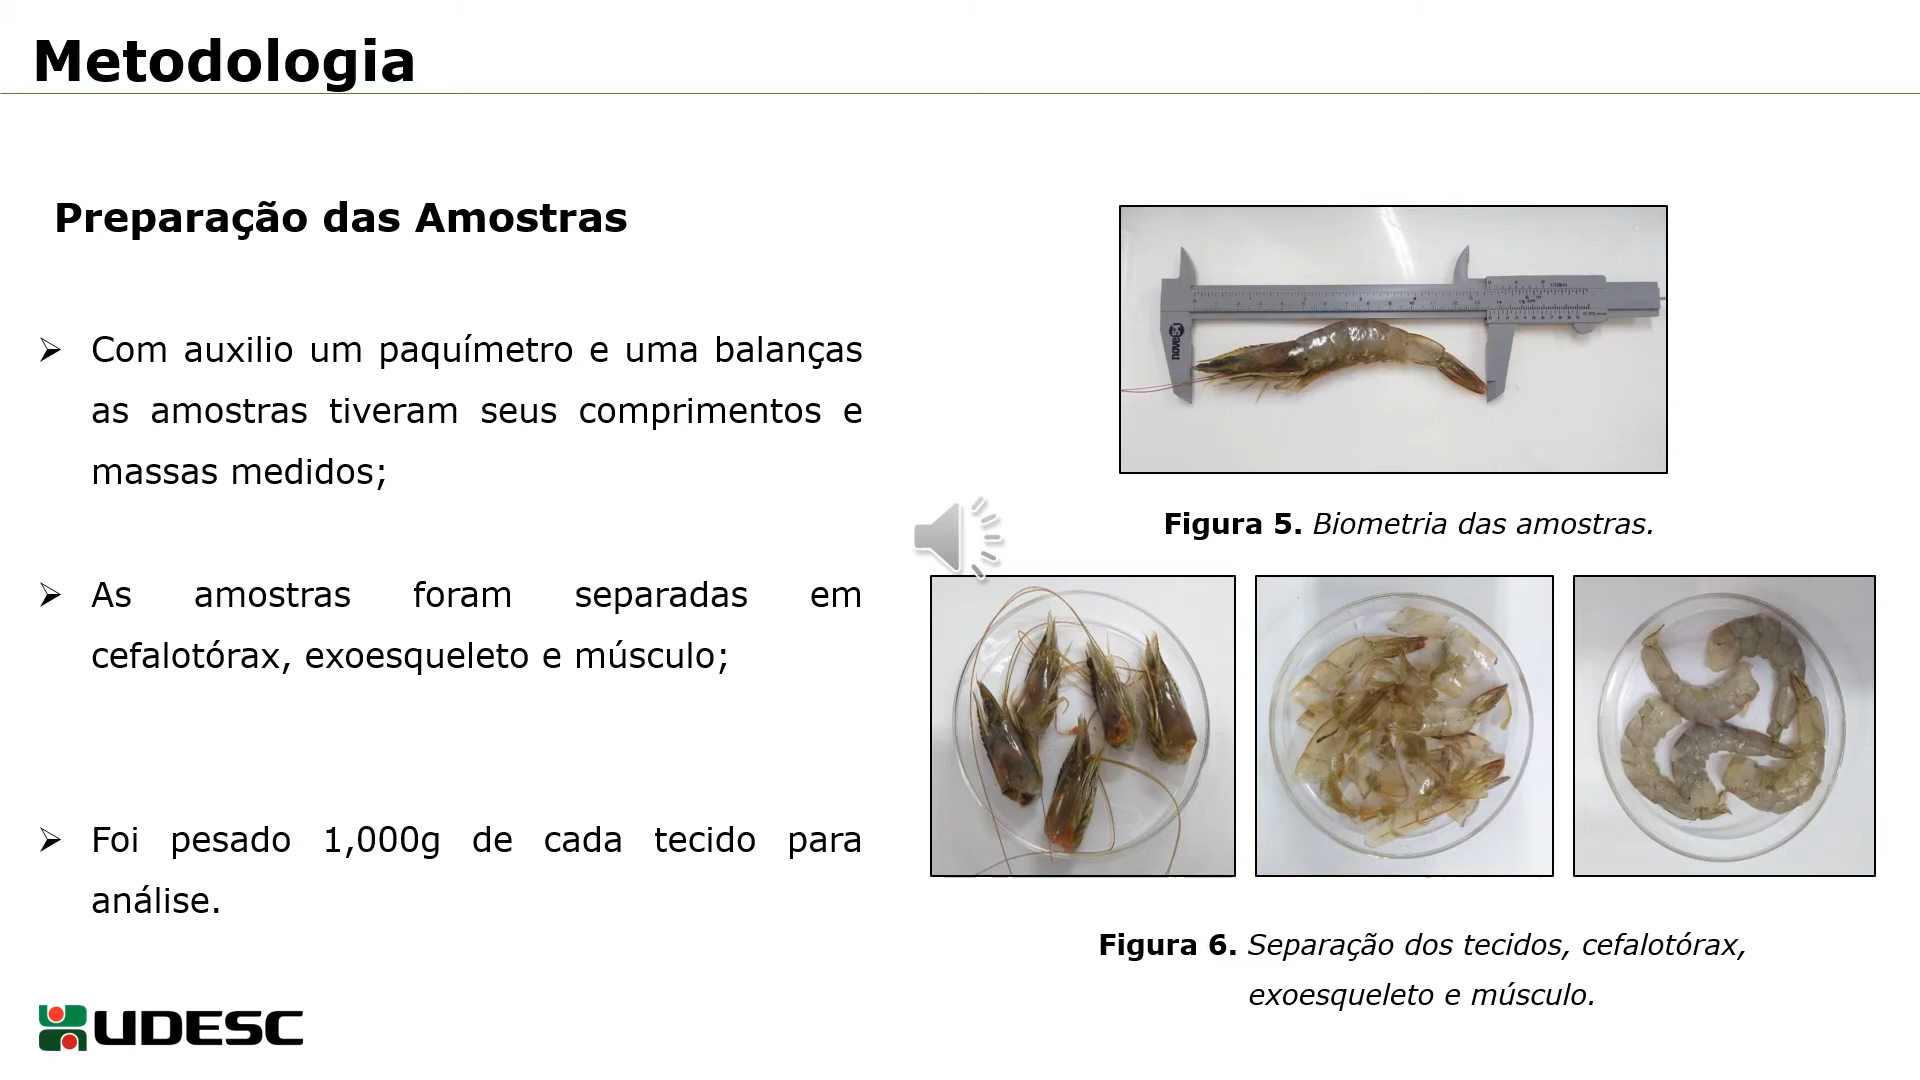 Metodologia
Preparação das Amostras
➢ Com auxilio um paquímetro e uma balanças
as amostras tiveram seus comprimentos e
massas medidos;
➢ As amostras foram separadas em
cefalotórax, exoesqueleto e músculo;
➢ Foi pesado 1,000g de cada tecido para
análise.
Figura 5. Biometria das amostras.
Figura 6. Separação dos tecidos, cefalotórax,
exoesqueleto e músculo.
UDESC